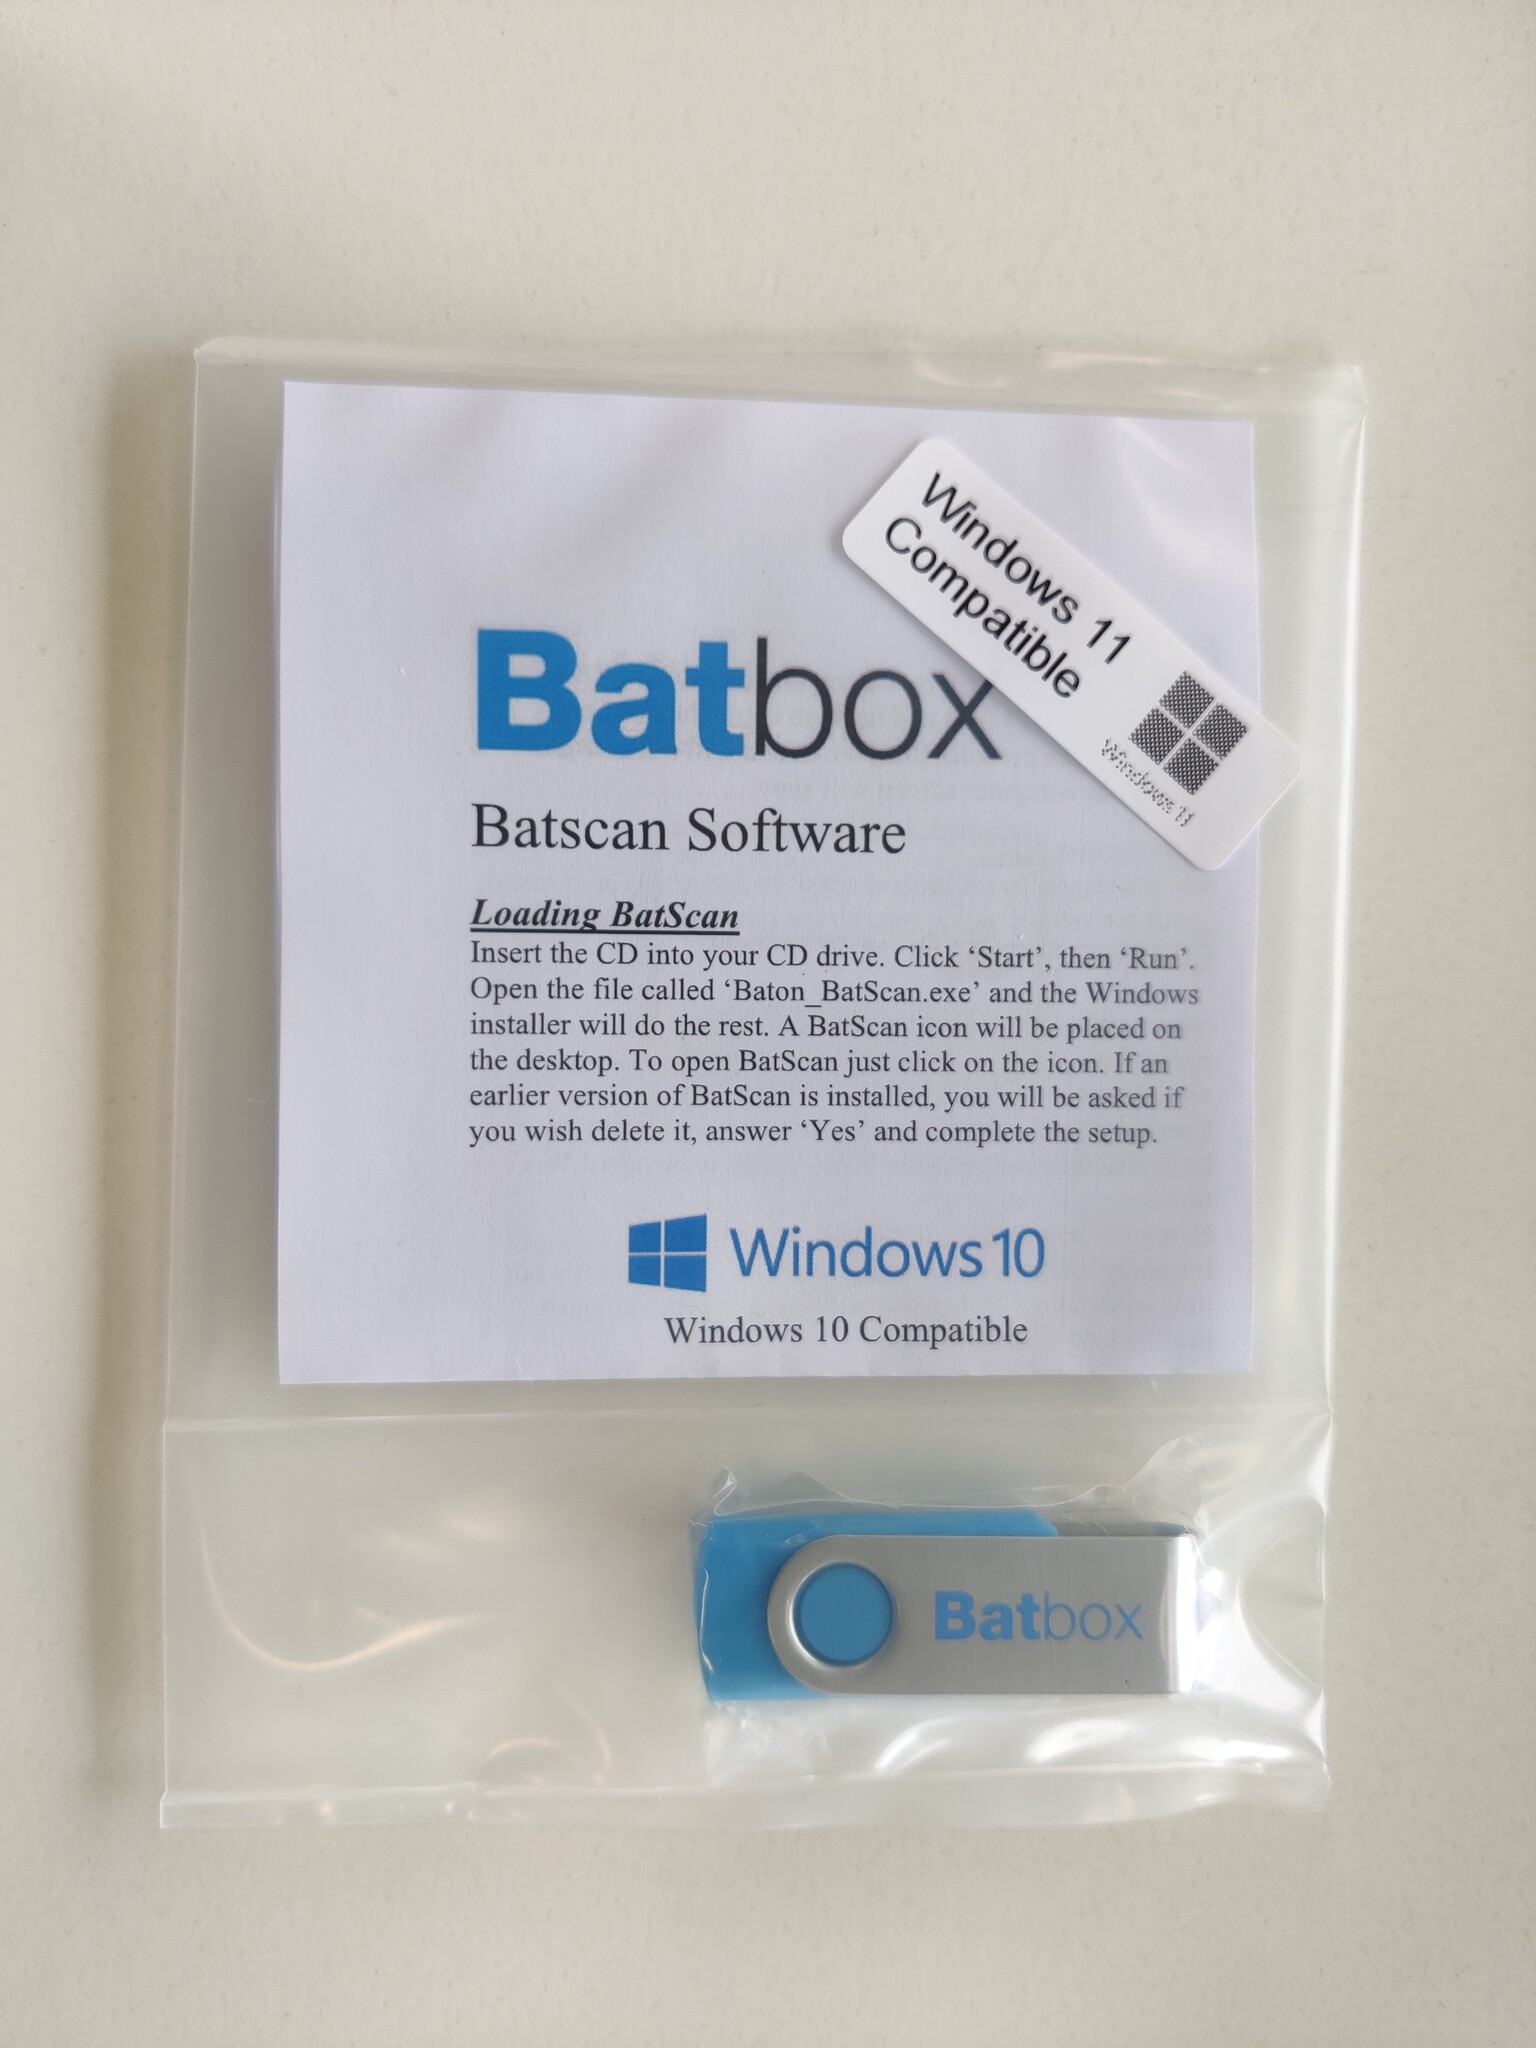 Windows 11
Compatible
Windows 11
Batbox
Batscan Software
Loading BatScan
Insert the CD into your CD drive. Click ‘Start’, then ‘Run’.
Open the file called ‘Baton_BatScan.exe’ and the Windows
installer will do the rest. A BatScan icon will be placed on
the desktop. To open BatScan just click on the icon. If an
earlier version of BatScan is installed, you will be asked if
you wish delete it, answer ‘Yes’ and complete the setup.
Windows 10
Windows 10 Compatible
Batbox